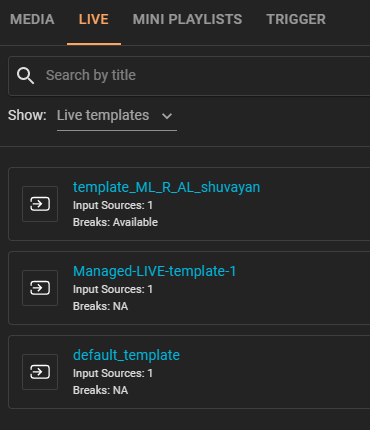 MEDIA LIVE MINI PLAYLISTS TRIGGER
Search by title
Show: Live templates
template_ML_R_AL_shuvayan
Input Sources: 1
Breaks: Available
Managed-LIVE-template-1
Input Sources: 1
Breaks: NA
default_template
Input Sources: 1
Breaks: NA